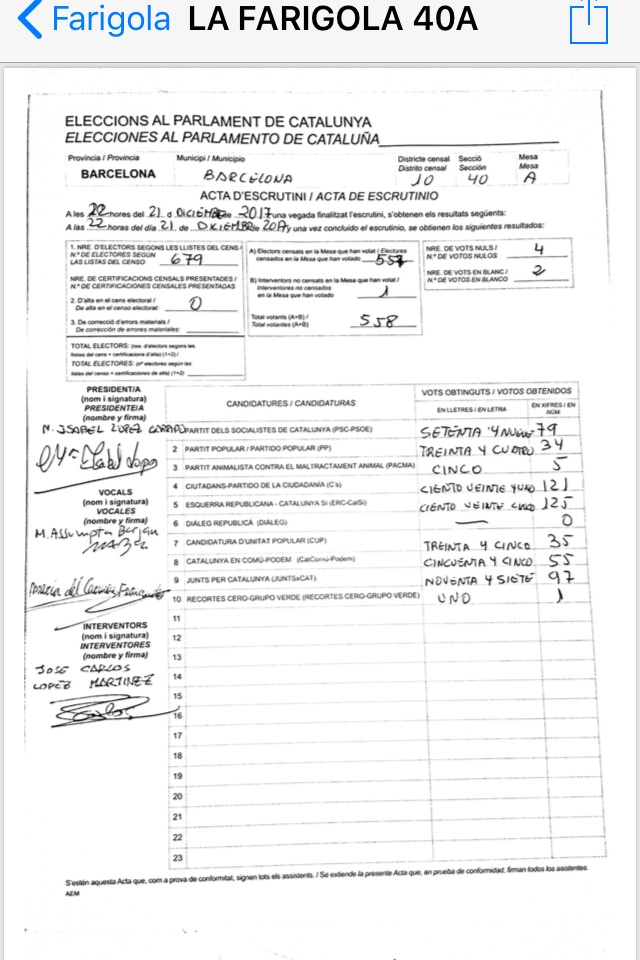 Farigola LA FARIGOLA 40A
ELECCIONS AL PARLAMENT DE CATALUNYA
ELECCIONES AL PARLAMENTO DE CATALUÑA
Província / Provincia Municipi / Municipio Districte censal Secció Mesa
Distrito censal Sección Mesa
BARCELONA BARCELONA 10 40 A
ACTA D'ESCRUTINI / ACTA DE ESCRUTINIO
A les 22 hores del 21 d DICIEMBRE de 2017 una vegada finalitzat l'escrutini, s'obtenen els resultats següents:
A las 22 horas del día 21 de DICIEMBRE de 2017, y una vez concluido el escrutinio, se obtienen los siguientes resultados:
1. NRE. D'ELECTORS SEGONS LES LLISTES DEL CENS /
N.º DE ELECTORES SEGÚN
LAS LISTAS DEL CENSO 679
NRE. DE CERTIFICACIONS CENSALS PRESENTADES /
N.º DE CERTIFICACIONES CENSALES PRESENTADAS
2. D'alta en el cens electoral /
De alta en el censo electoral: 0
3. De correcció d'errors materials /
De corrección de errores materiales:
TOTAL ELECTORS: (nre. d'electors segons les
llistes del cens + certificacions d'alta) (1+2) /
TOTAL ELECTORES: (nº electores según las
listas del censo + certificaciones de alta) (1+2)
A) Electors censats en la Mesa que han votat / Electores
censados en la Mesa que han votado 557
B) Interventors no censats en la Mesa que han votat /
Interventores no censados
en la Mesa que han votado 1
Total votants (A+B) /
Total votantes (A+B) 558
NRE. DE VOTS NULS /
N.º DE VOTOS NULOS 4
NRE. DE VOTS EN BLANC /
N.º DE VOTOS EN BLANCO 2
PRESIDENT/A
(nom i signatura)
PRESIDENTE/A
(nombre y firma)
M. ISABEL LOPEZ
VOCALS
(nom i signatura)
VOCALES
(nombre y firma)
M. Assumpta
INTERVENTORS
(nom i signatura)
INTERVENTORES
(nombre y firma)
JOSE CARLOS
LOPEZ MARTINEZ
CANDIDATURES / CANDIDATURAS VOTS OBTINGUTS / VOTOS OBTENIDOS
EN LLETRES / EN LETRA EN XIFRES / EN NÚM.
1 PARTIT DELS SOCIALISTES DE CATALUNYA (PSC-PSOE) SETENTA Y NUEVE 79
2 PARTIT POPULAR / PARTIDO POPULAR (PP) TREINTA Y CUATRO 34
3 PARTIT ANIMALISTA CONTRA EL MALTRACTAMENT ANIMAL (PACMA) CINCO 5
4 CIUTADANS-PARTIDO DE LA CIUDADANÍA (C's) CIENTO VEINTE YUNO 121
5 ESQUERRA REPUBLICANA - CATALUNYA SÍ (ERC-CatSí) CIENTO VEINTE CINCO 125
6 DIÀLEG REPUBLICÀ (DIÀLEG) — 0
7 CANDIDATURA D'UNITAT POPULAR (CUP) TREINTA Y CINCO 35
8 CATALUNYA EN COMÚ-PODEM (CatComú-Podem) CINCUENTA Y CINCO 55
9 JUNTS PER CATALUNYA (JUNTSxCAT) NOVENTA Y SIETE 97
10 RECORTES CERO-GRUPO VERDE (RECORTES CERO-GRUPO VERDE) UNO 1
11
12
13
14
15
16
17
18
19
20
21
22
23
S'estén aquesta Acta que, com a prova de conformitat, signen tots els assistents. / Se extiende la presente Acta que, en prueba de conformidad, firman todos los asistentes.
AEM